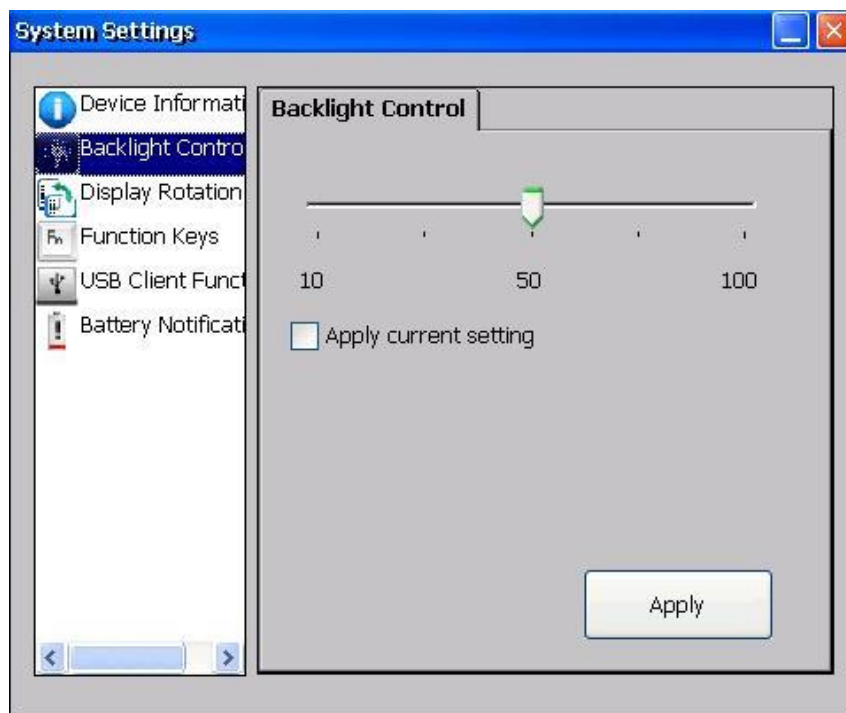 System Settings
Device Informati
Backlight Contro
Display Rotation
Function Keys
USB Client Funct
Battery Notificati
Backlight Control
10 50 100
Apply current setting
Apply
Fn